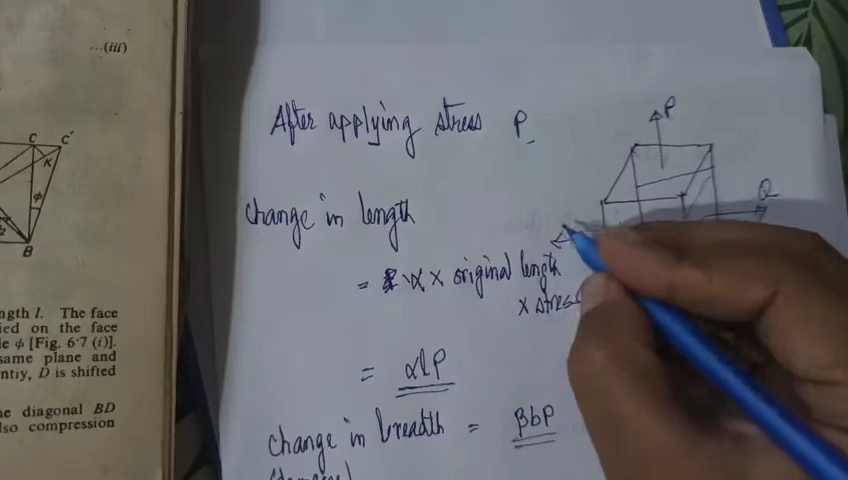 ...(iii)
C C'
K
φ
B
ngth l. The face
ied on the face
le φ [Fig. 6·7 (i)].
same plane and
ntiy, D is shifted
he diagonal BD
lso compression
After applying stress P
P
Q
change in length
= α x original length
x stress
= αlP
change in breadth = βbP